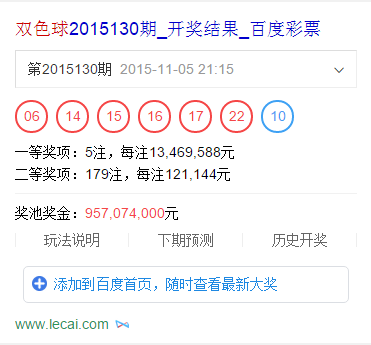 双色球2015130期_开奖结果_百度彩票
第2015130期 2015-11-05 21:15
06 14 15 16 17 22 10
一等奖项：5注，每注13,469,588元
二等奖项：179注，每注121,144元
奖池奖金：957,074,000元
玩法说明 下期预测 历史开奖
添加到百度首页，随时查看最新大奖
www.lecai.com